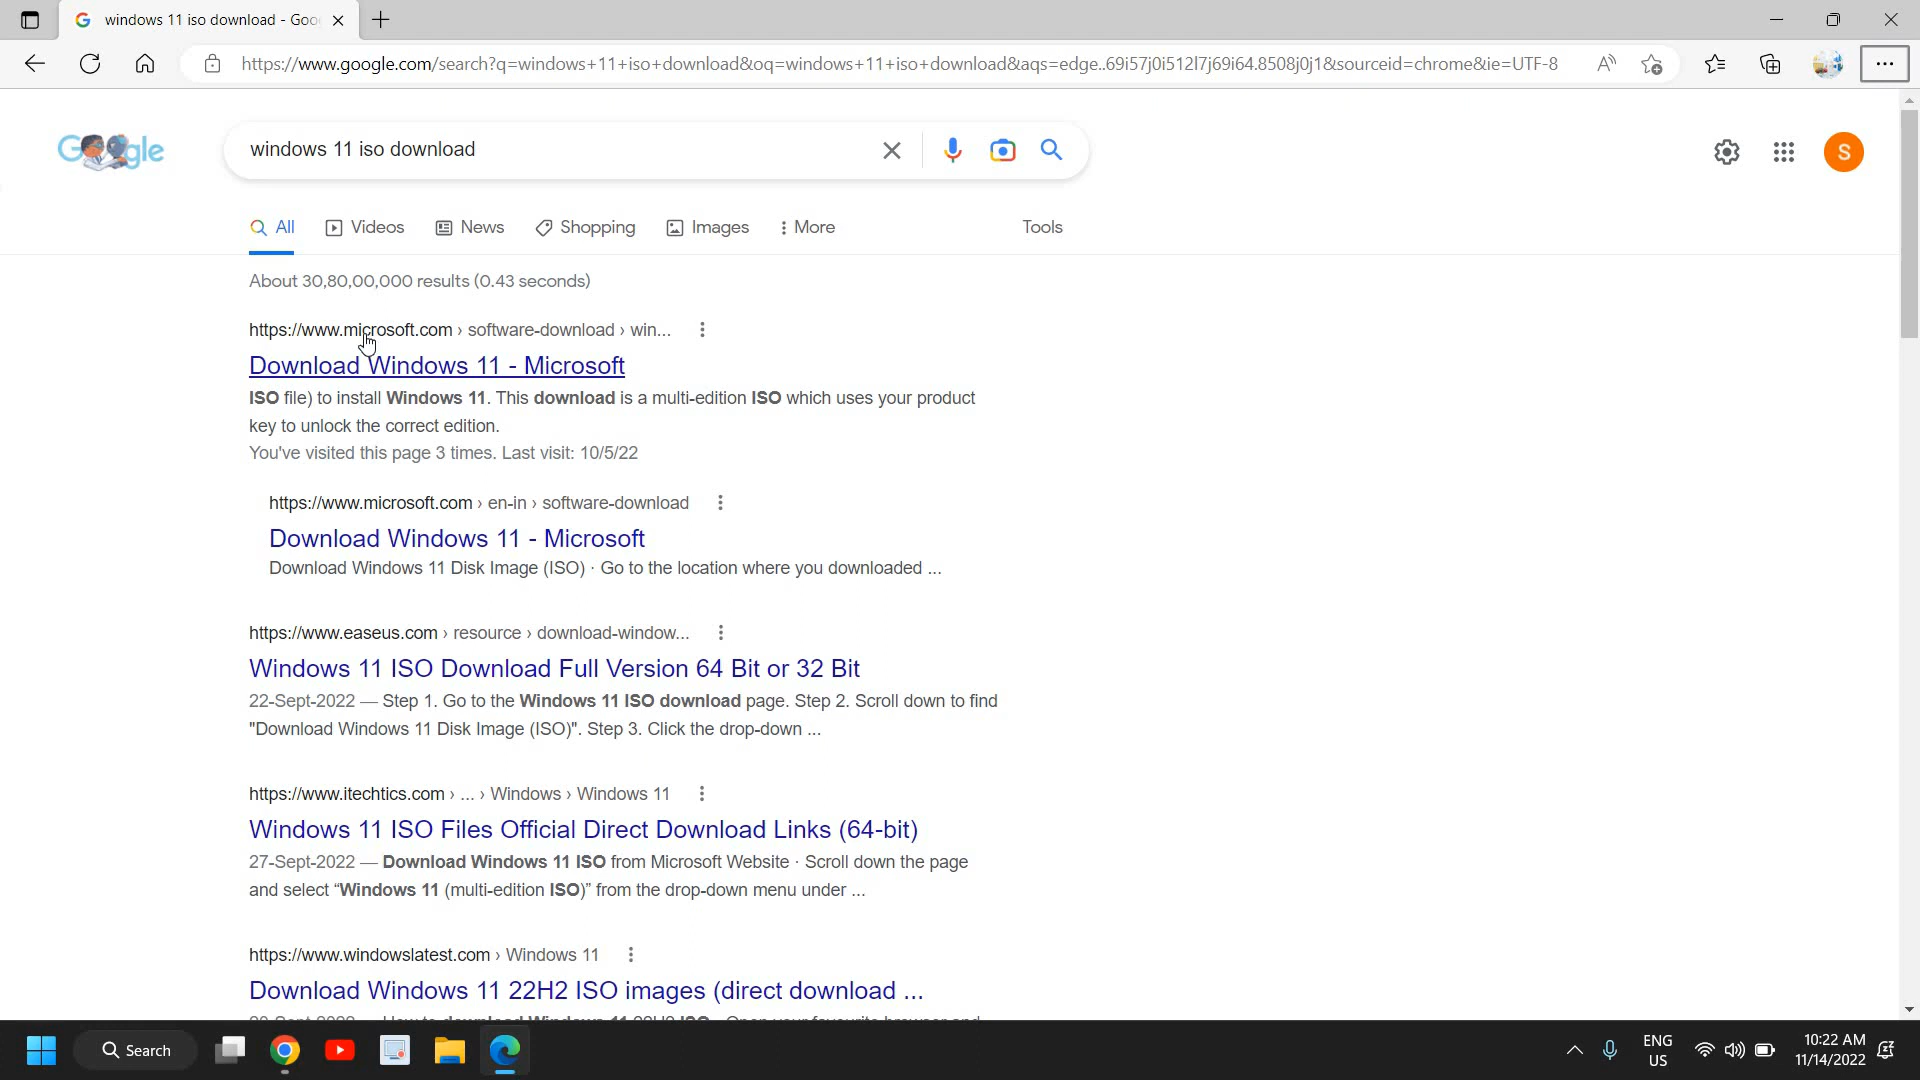 windows 11 iso download - Goo
https://www.google.com/search?q=windows+11+iso+download&oq=windows+11+iso+download&aqs=edge..69i57j0i512l7j69i64.8508j0j1&sourceid=chrome&ie=UTF-8
Google
windows 11 iso download
S
All Videos News Shopping Images More Tools
About 30,80,00,000 results (0.43 seconds)
https://www.microsoft.com › software-download › win...
Download Windows 11 - Microsoft
ISO file) to install Windows 11. This download is a multi-edition ISO which uses your product
key to unlock the correct edition.
You've visited this page 3 times. Last visit: 10/5/22
https://www.microsoft.com › en-in › software-download
Download Windows 11 - Microsoft
Download Windows 11 Disk Image (ISO) · Go to the location where you downloaded ...
https://www.easeus.com › resource › download-window...
Windows 11 ISO Download Full Version 64 Bit or 32 Bit
22-Sept-2022 — Step 1. Go to the Windows 11 ISO download page. Step 2. Scroll down to find
"Download Windows 11 Disk Image (ISO)". Step 3. Click the drop-down ...
https://www.itechtics.com › ... › Windows › Windows 11
Windows 11 ISO Files Official Direct Download Links (64-bit)
27-Sept-2022 — Download Windows 11 ISO from Microsoft Website · Scroll down the page
and select “Windows 11 (multi-edition ISO)” from the drop-down menu under ...
https://www.windowslatest.com › Windows 11
Download Windows 11 22H2 ISO images (direct download ...
Search
ENG
US
10:22 AM
11/14/2022